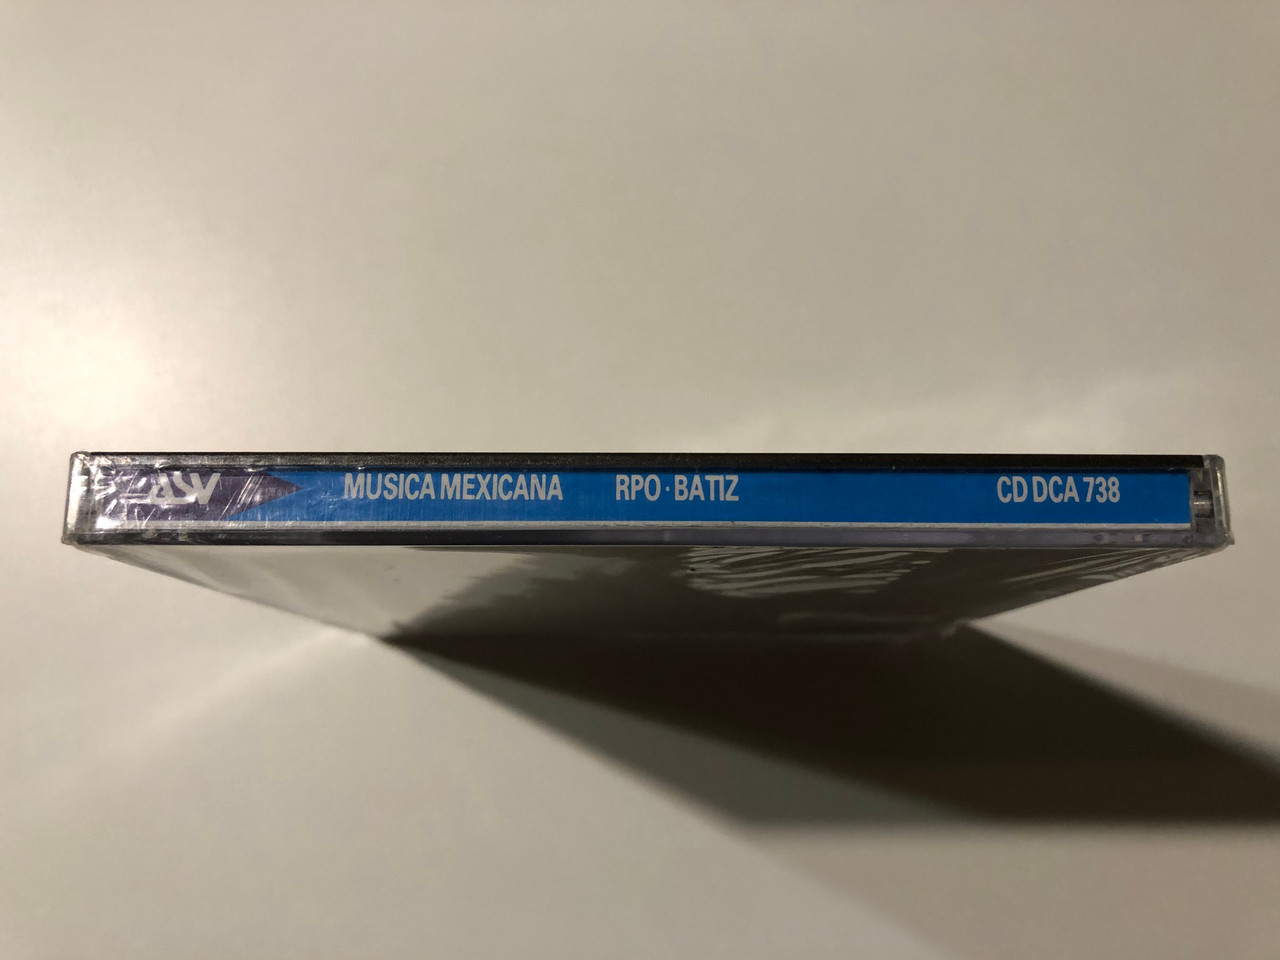 ASV MUSICA MEXICANA RPO · BATIZ CD DCA 738